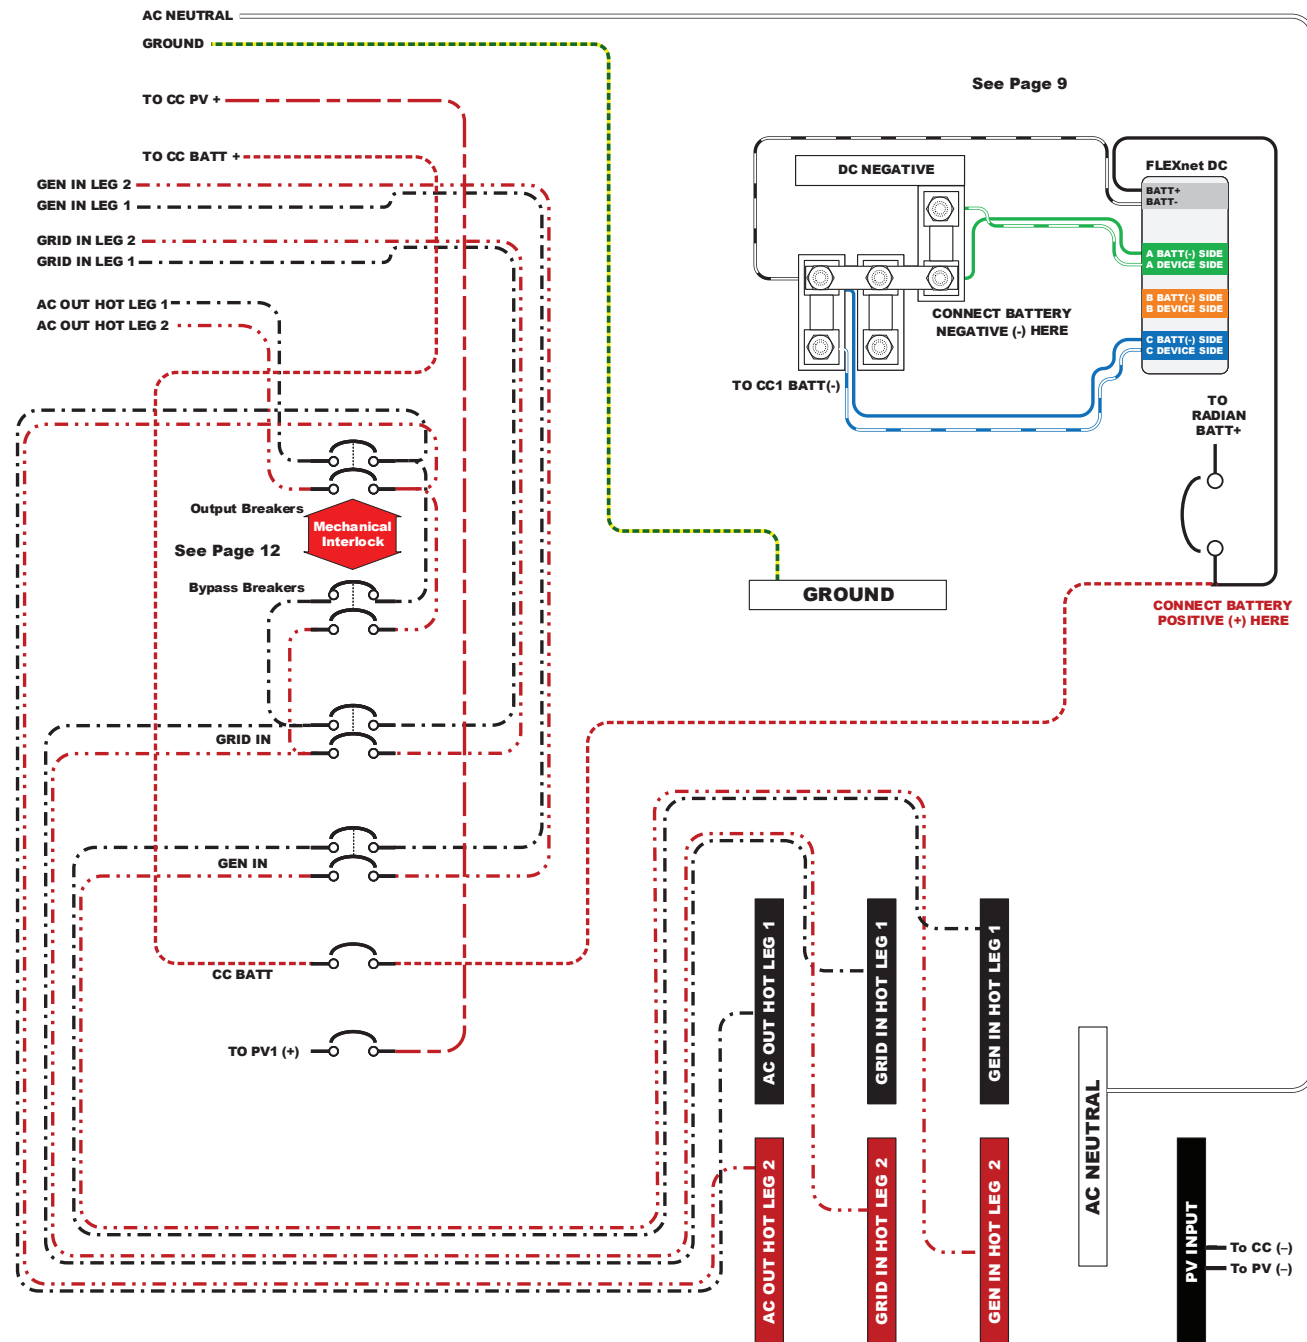 AC NEUTRAL
GROUND
See Page 9
TO CC PV +
TO CC BATT +
GEN IN LEG 2
GEN IN LEG 1
GRID IN LEG 2
GRID IN LEG 1
AC OUT HOT LEG 1
AC OUT HOT LEG 2
DC NEGATIVE
FLEXnet DC
BATT+
BATT-
A BATT(-) SIDE
A DEVICE SIDE
B BATT(-) SIDE
B DEVICE SIDE
C BATT(-) SIDE
C DEVICE SIDE
CONNECT BATTERY
NEGATIVE (-) HERE
TO CC1 BATT(-)
TO
RADIAN
BATT+
Output Breakers
Mechanical
Interlock
See Page 12
Bypass Breakers
GROUND
CONNECT BATTERY
POSITIVE (+) HERE
GRID IN
GEN IN
CC BATT
TO PV1 (+)
AC OUT HOT LEG 1
GRID IN HOT LEG 1
GEN IN HOT LEG 1
AC OUT HOT LEG 2
GRID IN HOT LEG 2
GEN IN HOT LEG 2
AC NEUTRAL
PV INPUT
To CC (–)
To PV (–)